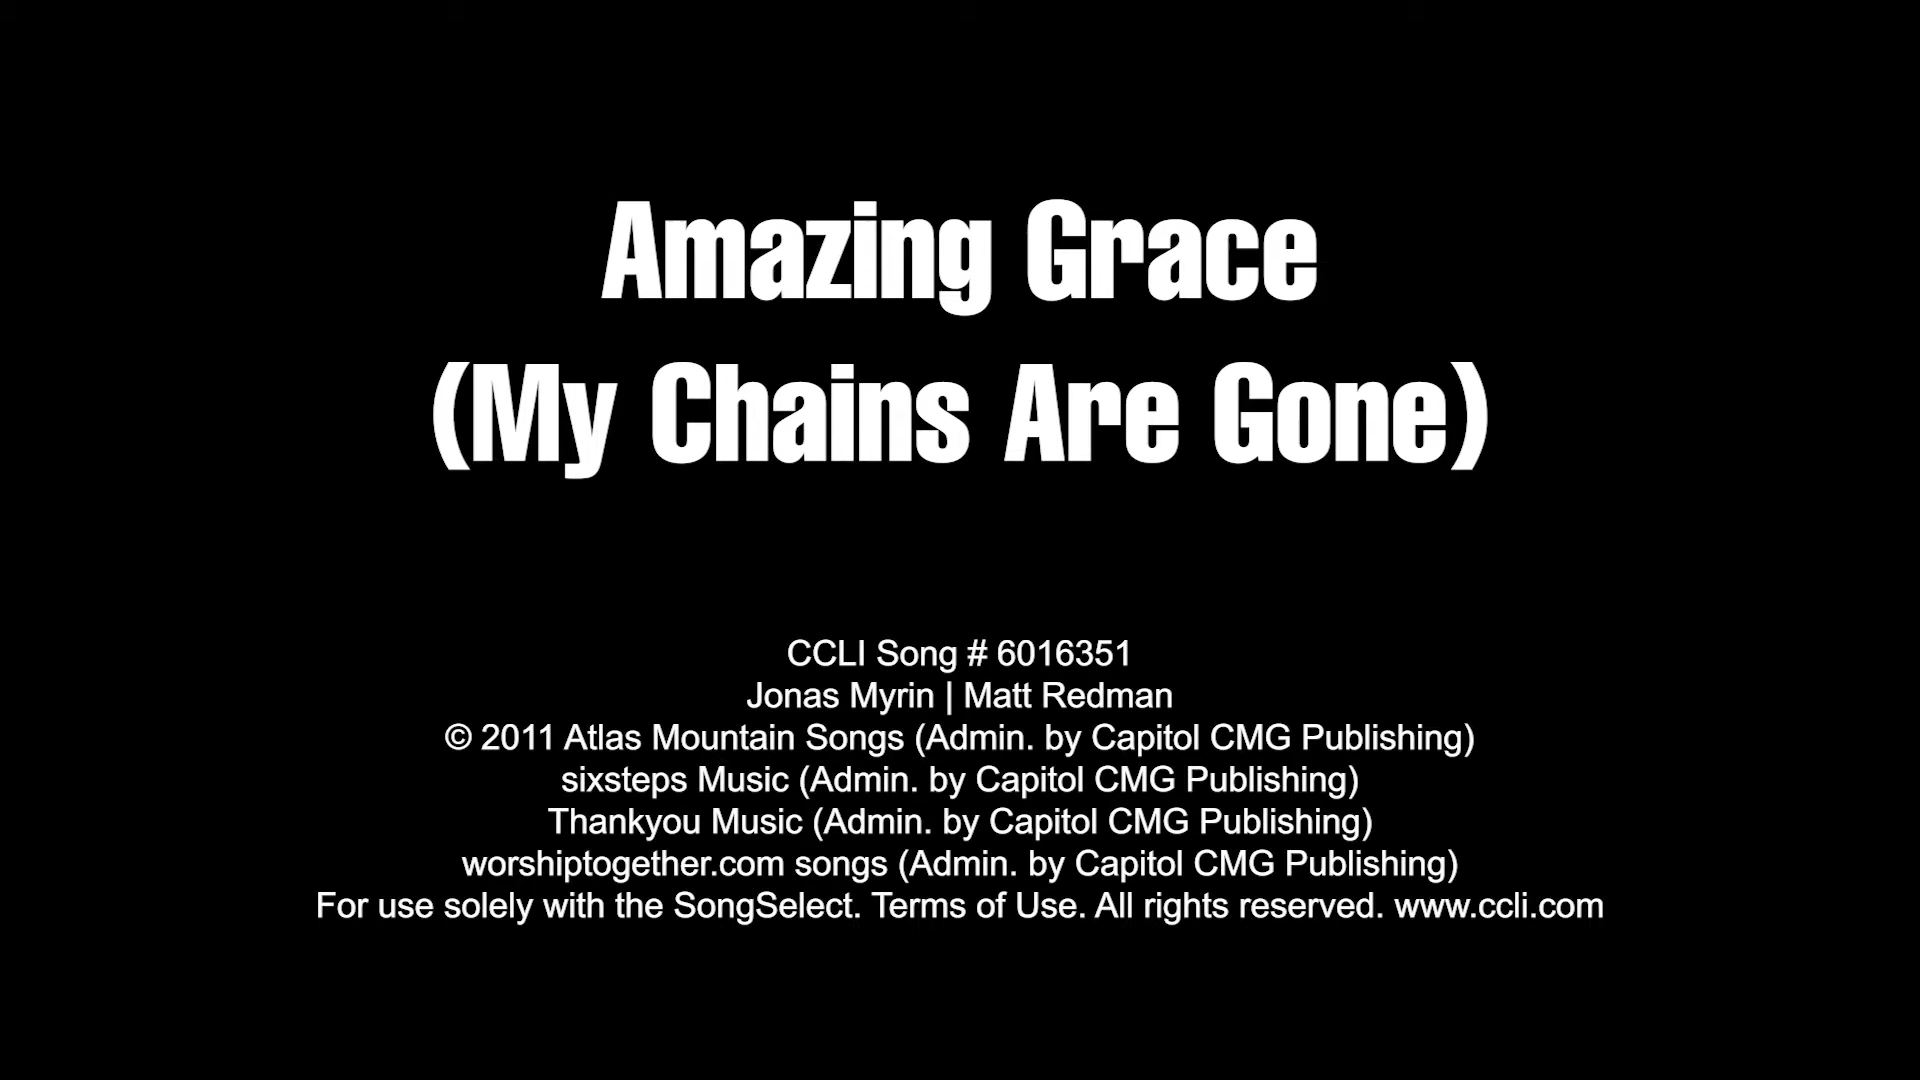 Amazing Grace
(My Chains Are Gone)
CCLI Song # 6016351
Jonas Myrin | Matt Redman
© 2011 Atlas Mountain Songs (Admin. by Capitol CMG Publishing)
sixsteps Music (Admin. by Capitol CMG Publishing)
Thankyou Music (Admin. by Capitol CMG Publishing)
worshiptogether.com songs (Admin. by Capitol CMG Publishing)
For use solely with the SongSelect. Terms of Use. All rights reserved. www.ccli.com